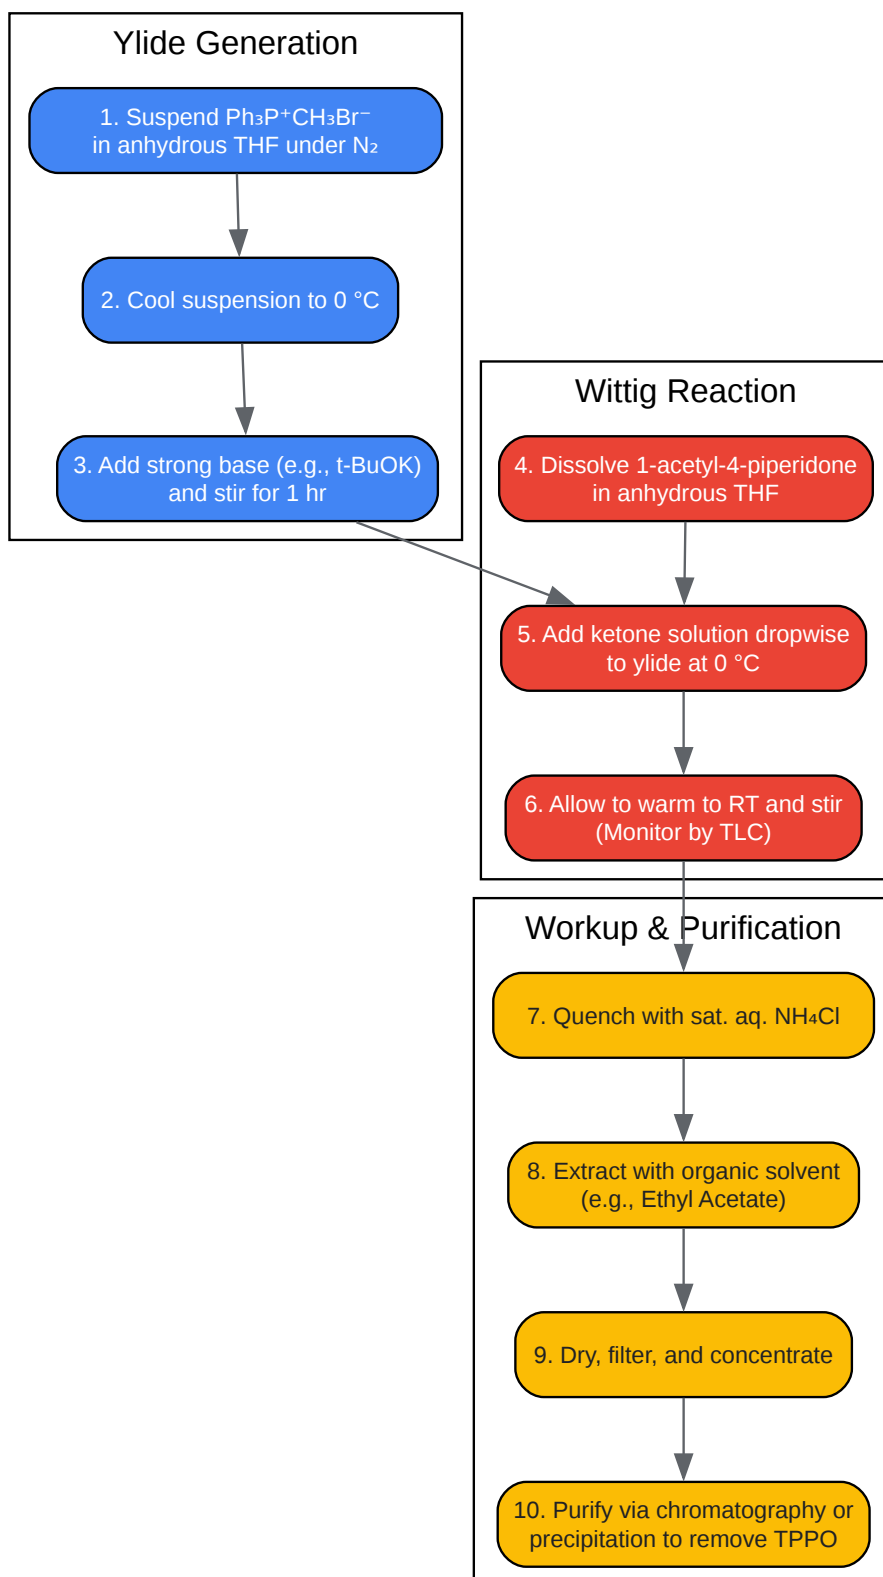 Ylide Generation
1. Suspend Ph₃P⁺CH₃Br⁻
in anhydrous THF under N₂
2. Cool suspension to 0 °C
3. Add strong base (e.g., t-BuOK)
and stir for 1 hr
Wittig Reaction
4. Dissolve 1-acetyl-4-piperidone
in anhydrous THF
5. Add ketone solution dropwise
to ylide at 0 °C
6. Allow to warm to RT and stir
(Monitor by TLC)
Workup & Purification
7. Quench with sat. aq. NH₄Cl
8. Extract with organic solvent
(e.g., Ethyl Acetate)
9. Dry, filter, and concentrate
10. Purify via chromatography or
precipitation to remove TPPO